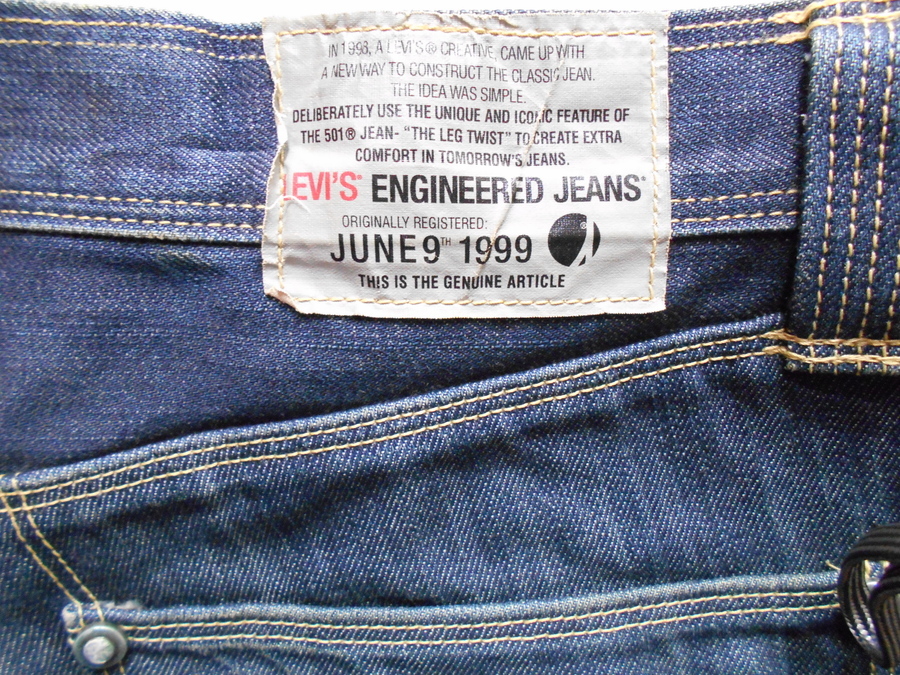 IN 1998, A LEVI'S® CREATIVE, CAME UP WITH
A NEW WAY TO CONSTRUCT THE CLASSIC JEAN.
THE IDEA WAS SIMPLE.
DELIBERATELY USE THE UNIQUE AND ICONIC FEATURE OF
THE 501® JEAN- "THE LEG TWIST" TO CREATE EXTRA
COMFORT IN TOMORROW'S JEANS.
LEVI'S® ENGINEERED JEANS®
ORIGINALLY REGISTERED:
JUNE 9TH 1999
THIS IS THE GENUINE ARTICLE